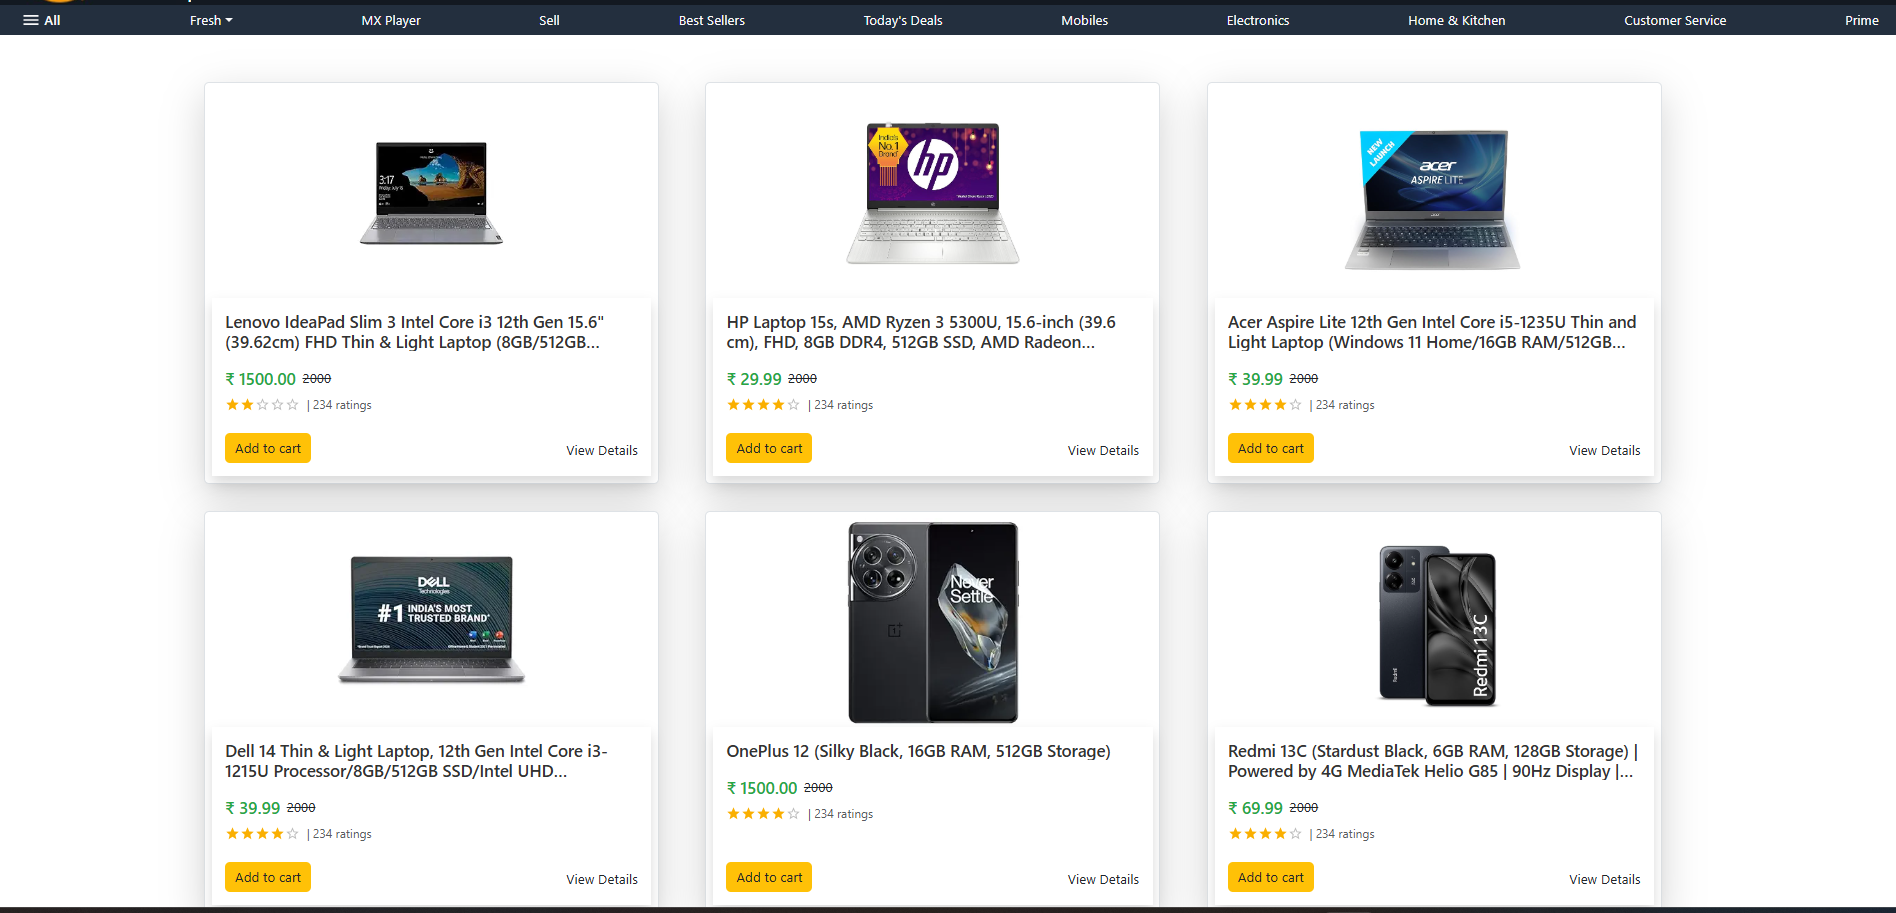 All Fresh MX Player Sell Best Sellers Today's Deals Mobiles Electronics Home & Kitchen Customer Service Prime
3:17
Friday, July 15
India's
No.1
Brand
hp
NEW
LAUNCH
acer
ASPIRE LITE
acer
Lenovo IdeaPad Slim 3 Intel Core i3 12th Gen 15.6"
(39.62cm) FHD Thin & Light Laptop (8GB/512GB...
₹ 1500.00 2000
| 234 ratings
Add to cart
View Details
HP Laptop 15s, AMD Ryzen 3 5300U, 15.6-inch (39.6
cm), FHD, 8GB DDR4, 512GB SSD, AMD Radeon...
₹ 29.99 2000
| 234 ratings
Add to cart
View Details
Acer Aspire Lite 12th Gen Intel Core i5-1235U Thin and
Light Laptop (Windows 11 Home/16GB RAM/512GB...
₹ 39.99 2000
| 234 ratings
Add to cart
View Details
DELL
Technologies
#1 INDIA'S MOST
TRUSTED BRAND*
Never
Settle
Redmi
Redmi 13C
Dell 14 Thin & Light Laptop, 12th Gen Intel Core i3-
1215U Processor/8GB/512GB SSD/Intel UHD...
₹ 39.99 2000
| 234 ratings
Add to cart
View Details
OnePlus 12 (Silky Black, 16GB RAM, 512GB Storage)
₹ 1500.00 2000
| 234 ratings
Add to cart
View Details
Redmi 13C (Stardust Black, 6GB RAM, 128GB Storage) |
Powered by 4G MediaTek Helio G85 | 90Hz Display |...
₹ 69.99 2000
| 234 ratings
Add to cart
View Details